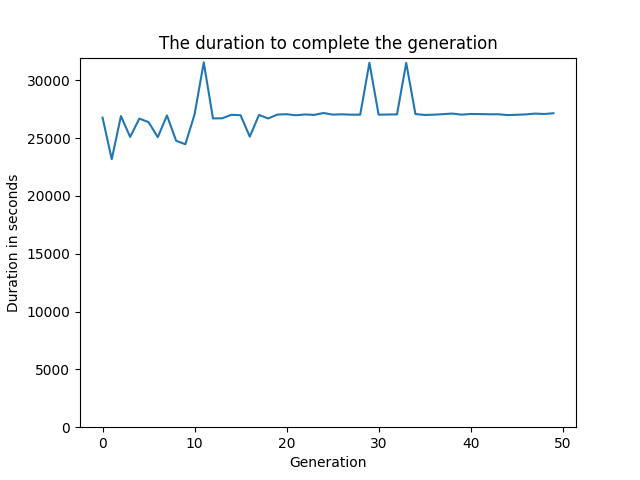 The duration to complete the generation
30000
25000
20000
15000
10000
5000
0
Duration in seconds
0 10 20 30 40 50
Generation